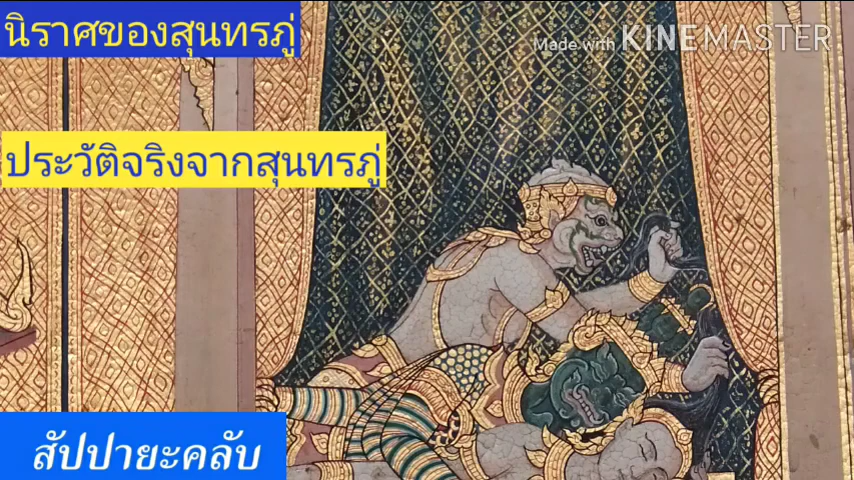 นิราศของสุนทรภู่
Made with KINEMASTER
ประวัติจริงจากสุนทรภู่
สัปปายะคลับ